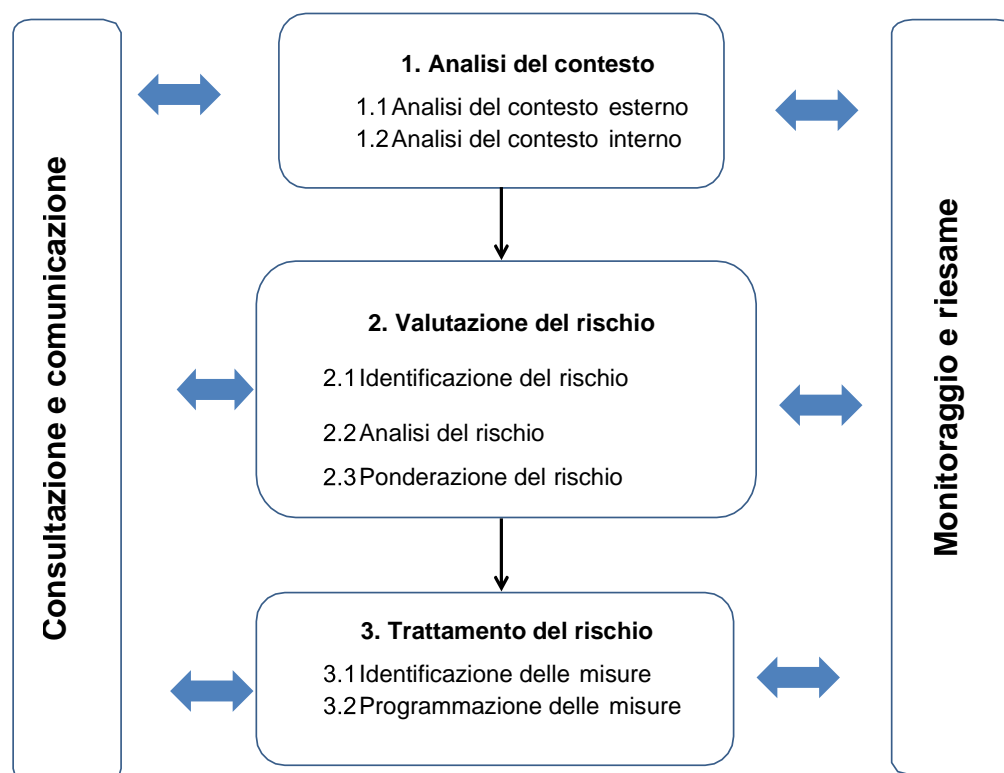 Consultazione e comunicazione
1. Analisi del contesto
1.1 Analisi del contesto esterno
1.2 Analisi del contesto interno
2. Valutazione del rischio
2.1 Identificazione del rischio
2.2 Analisi del rischio
2.3 Ponderazione del rischio
3. Trattamento del rischio
3.1 Identificazione delle misure
3.2 Programmazione delle misure
Monitoraggio e riesame